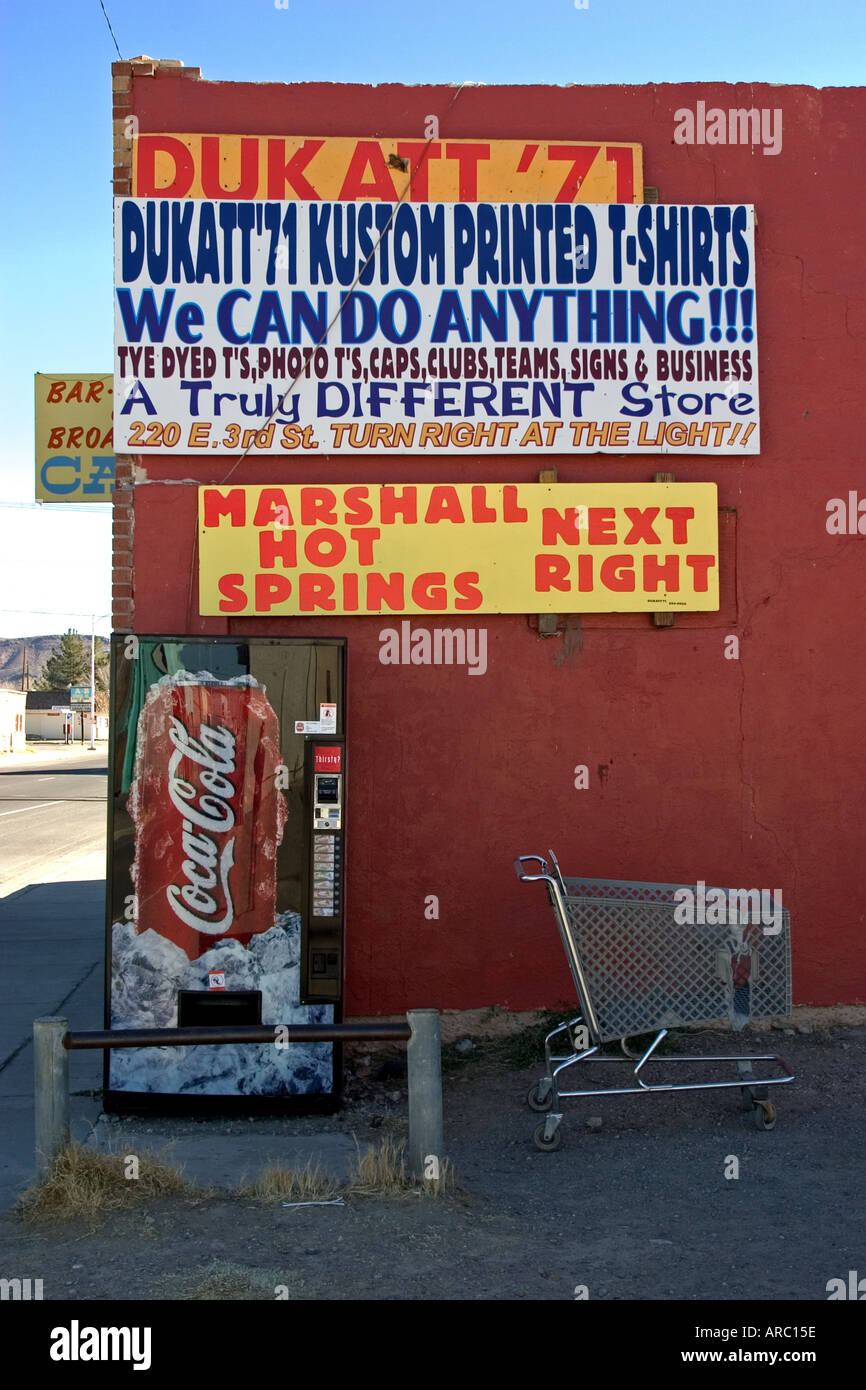 DUKATT '71
DUKATT'71 KUSTOM PRINTED T-SHIRTS
We CAN DO ANYTHING!!!
TYE DYED T'S,PHOTO T'S,CAPS,CLUBS,TEAMS, SIGNS & BUSINESS
A Truly DIFFERENT Store
220 E. 3rd St. TURN RIGHT AT THE LIGHT!!
BAR-
BROA
CA
MARSHALL
HOT
SPRINGS
NEXT
RIGHT
Thirsty?
Coca-Cola
alamy
a
alamy
Image ID: ARC15E
www.alamy.com